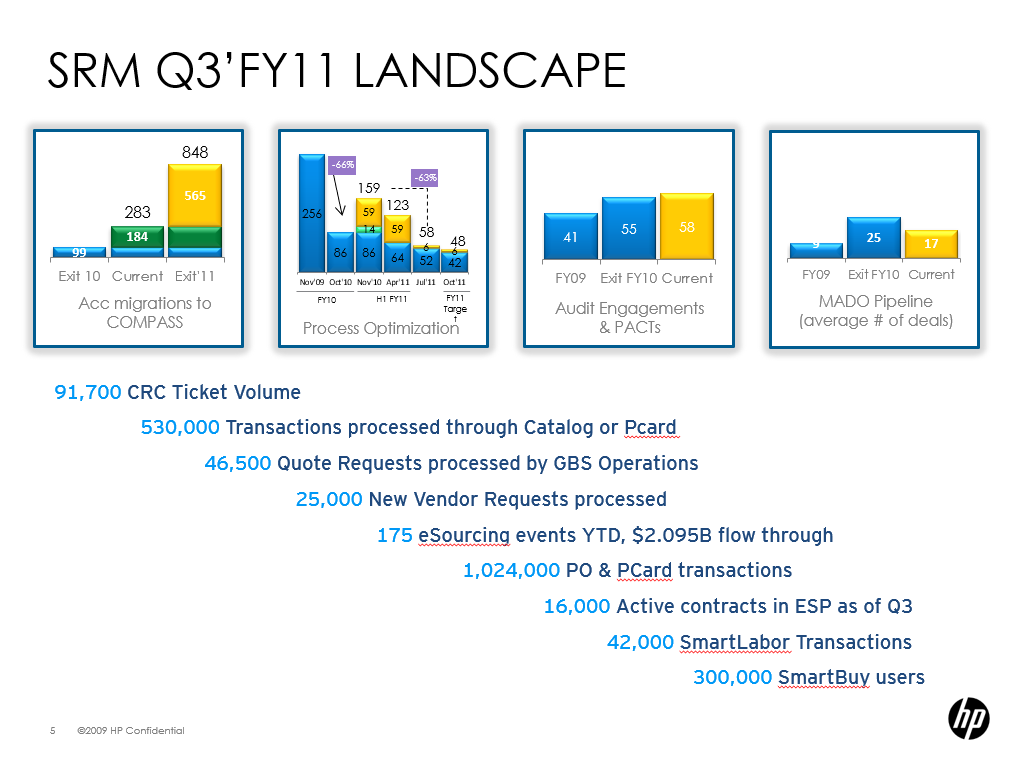 SRM Q3'FY11 LANDSCAPE
848
565
283
184
99
Exit 10 Current Exit'11
Acc migrations to
COMPASS
-66%
-63%
256
86
159
59
14
86
123
59
64
58
6
52
48
6
42
Nov'09 Oct'10 Nov'10 Apr'11 Jul'11 Oct'11
FY10 H1 FY11 FY11
Targe
t
Process Optimization
41 55 58
FY09 Exit FY10 Current
Audit Engagements
& PACTs
9 25 17
FY09 Exit FY10 Current
MADO Pipeline
(average # of deals)
91,700 CRC Ticket Volume
530,000 Transactions processed through Catalog or Pcard
46,500 Quote Requests processed by GBS Operations
25,000 New Vendor Requests processed
175 eSourcing events YTD, $2.095B flow through
1,024,000 PO & PCard transactions
16,000 Active contracts in ESP as of Q3
42,000 SmartLabor Transactions
300,000 SmartBuy users
5 ©2009 HP Confidential
hp